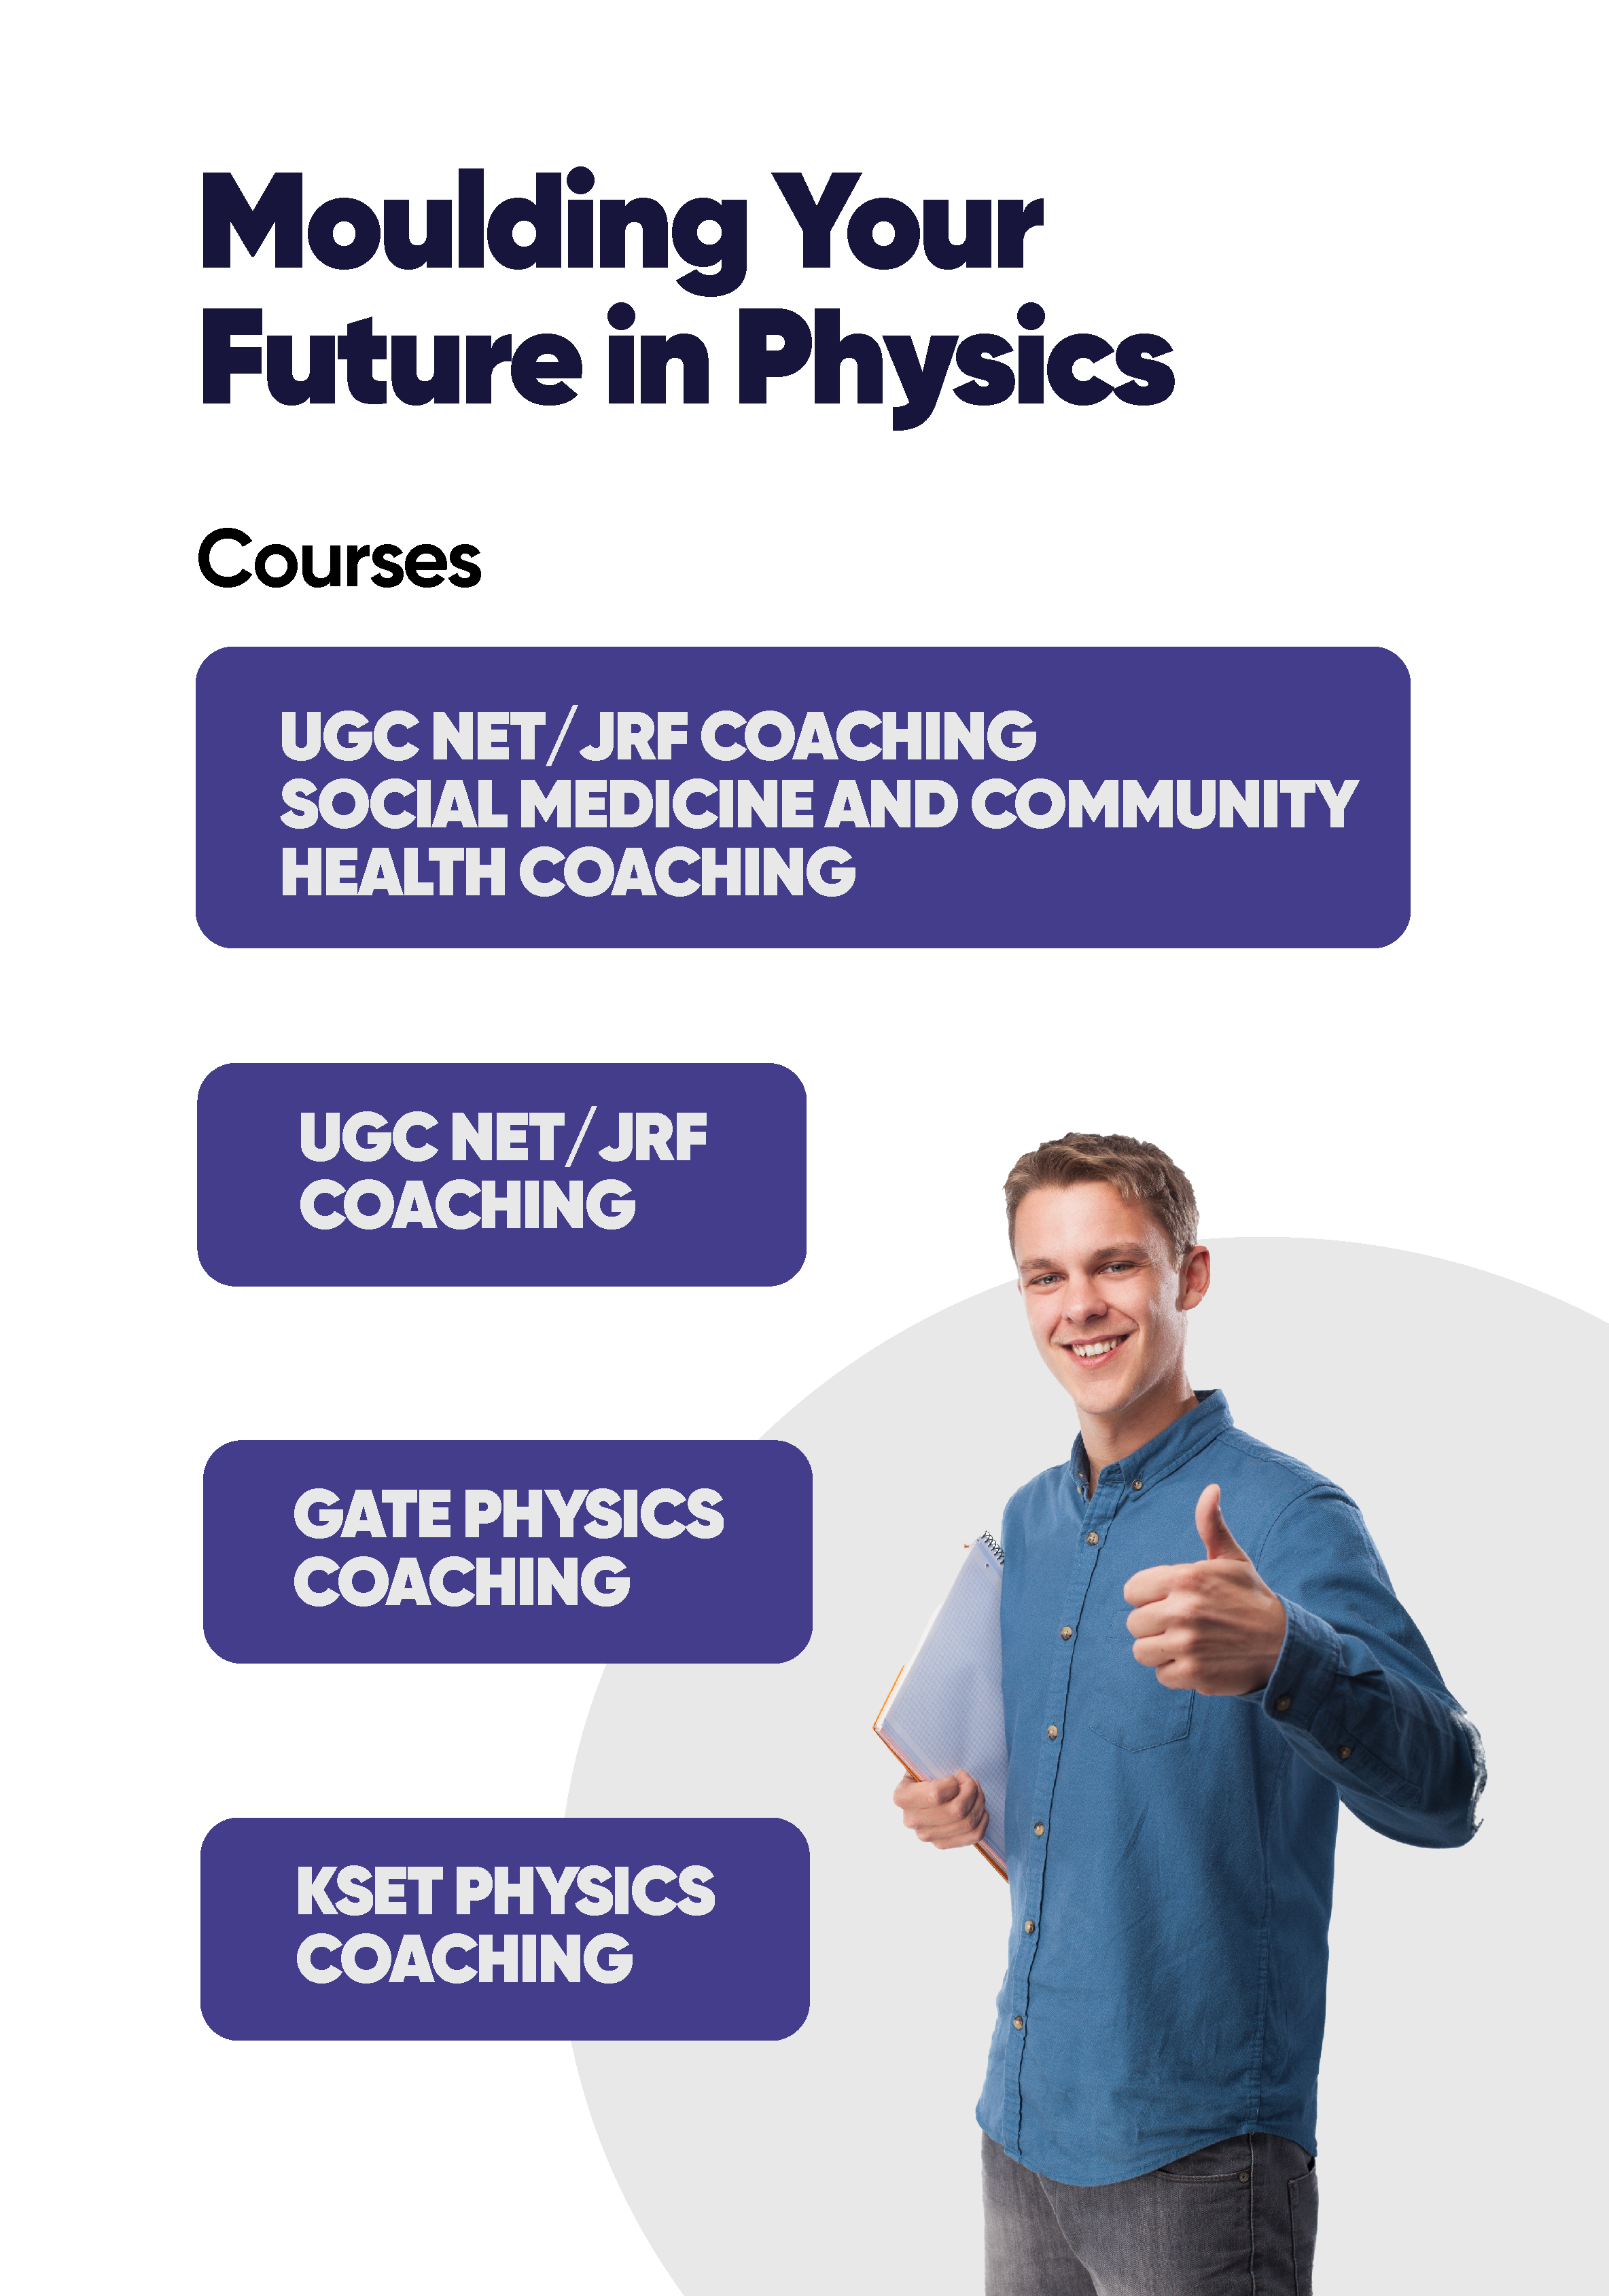 Moulding Your
Future in Physics
Courses
UGC NET/JRF COACHING
SOCIAL MEDICINE AND COMMUNITY
HEALTH COACHING
UGC NET/JRF
COACHING
GATE PHYSICS
COACHING
KSET PHYSICS
COACHING